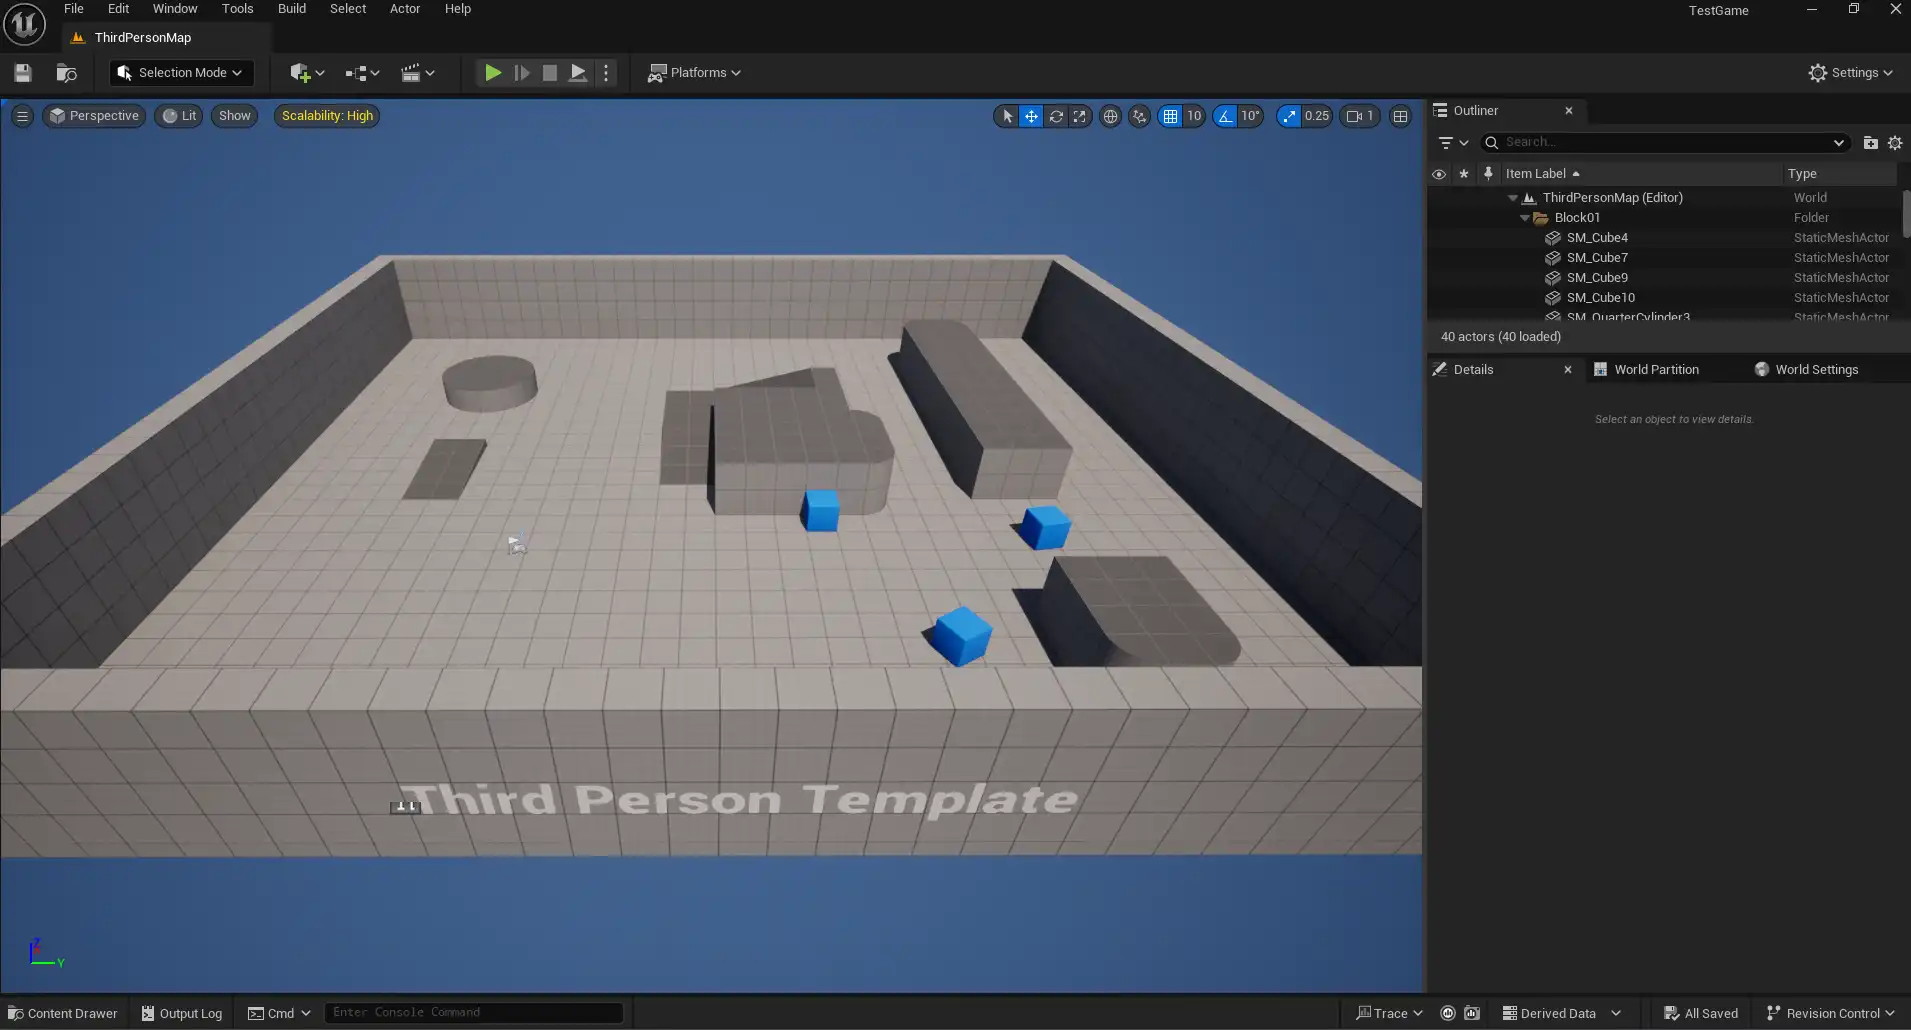 File Edit Window Tools Build Select Actor Help
TestGame
ThirdPersonMap
Selection Mode
Platforms
Settings
Perspective Lit Show Scalability: High
10 10° 0.25 1
Outliner
Search...
Item Label Type
ThirdPersonMap (Editor) World
Block01 Folder
SM_Cube4 StaticMeshActor
SM_Cube7 StaticMeshActor
SM_Cube9 StaticMeshActor
SM_Cube10 StaticMeshActor
SM_QuarterCylinder3 StaticMeshActor
40 actors (40 loaded)
Details World Partition World Settings
Select an object to view details.
Third Person Template
Z
Y
Content Drawer Output Log Cmd Enter Console Command Trace Derived Data All Saved Revision Control